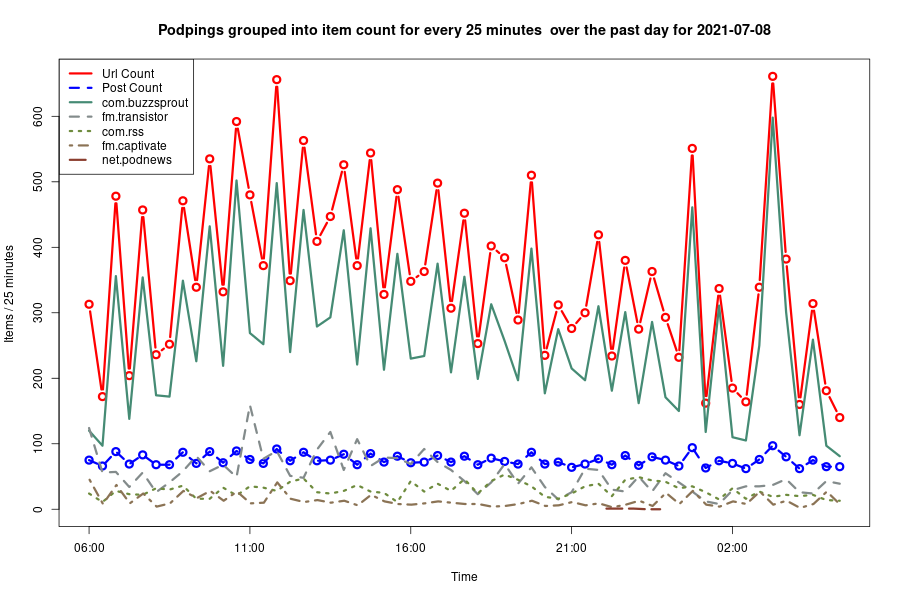 Podpings grouped into item count for every 25 minutes  over the past day for 2021-07-08
Url Count
Post Count
com.buzzsprout
fm.transistor
com.rss
fm.captivate
net.podnews
Items / 25 minutes
600
500
400
300
200
100
0
06:00 11:00 16:00 21:00 02:00
Time